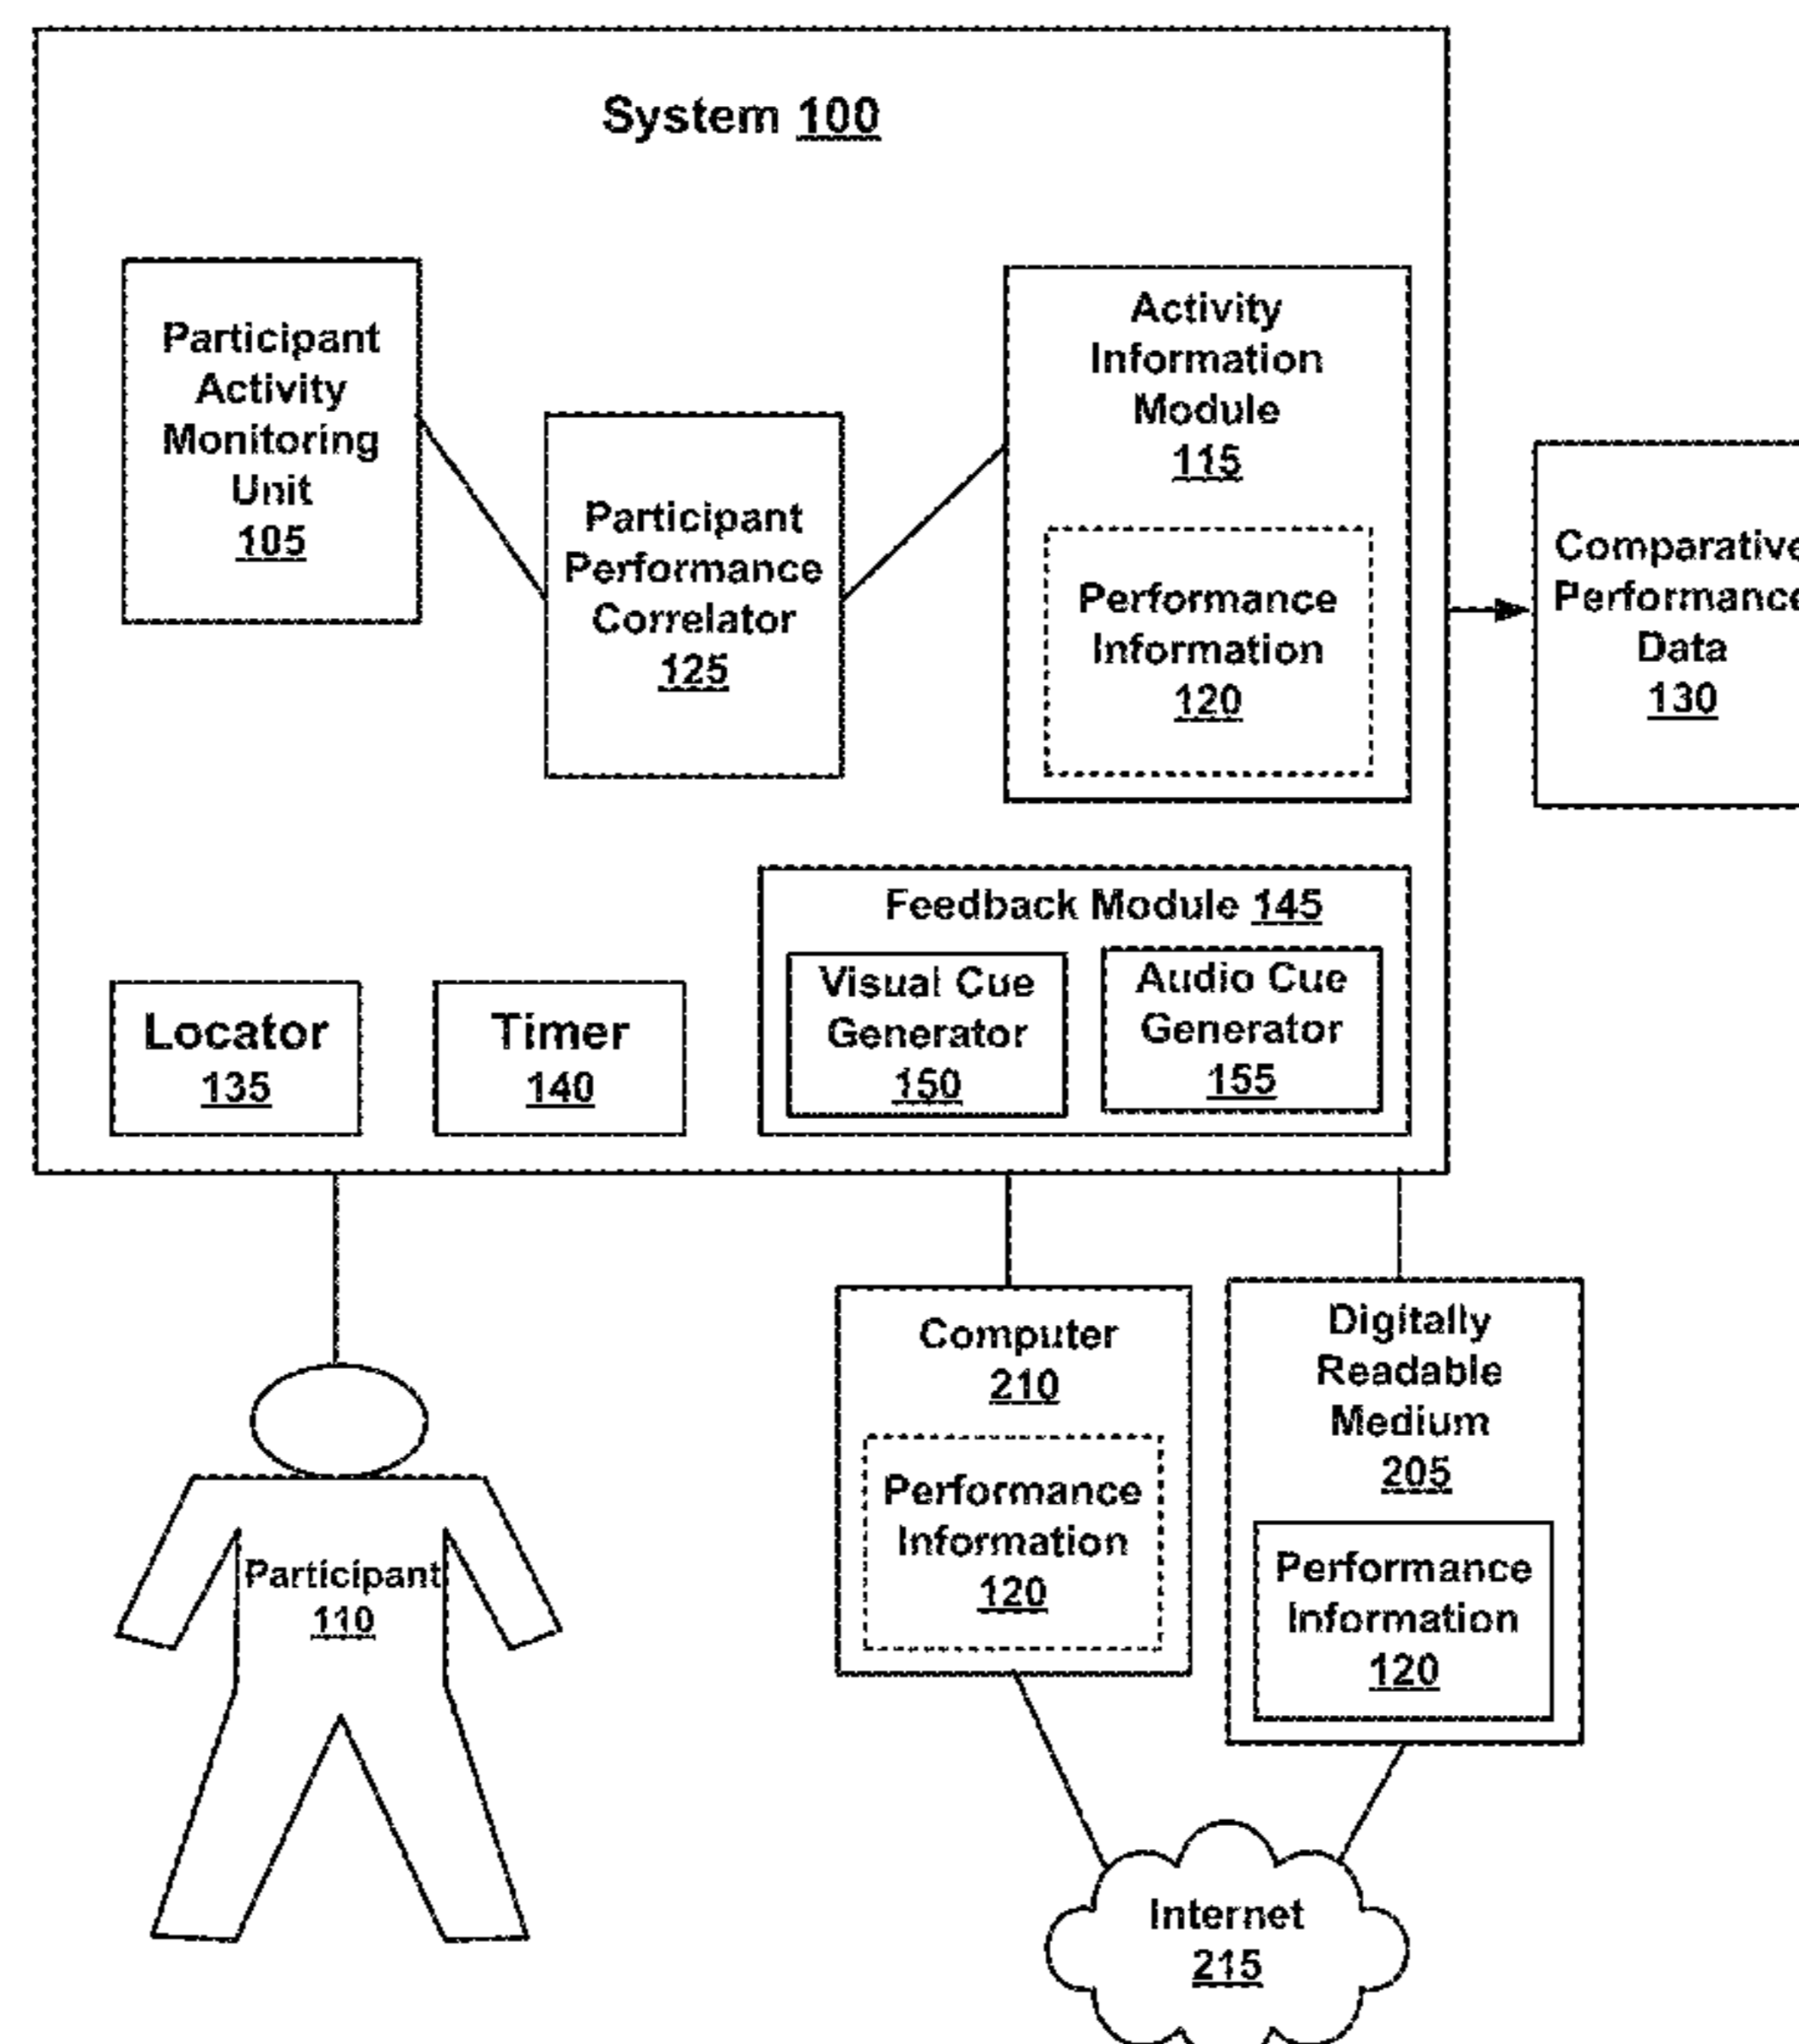 System 100
Participant
Activity
Monitoring
Unit
105
Participant
Performance
Correlator
125
Activity
Information
Module
115
Performance
Information
120
Comparative
Performance
Data
130
Feedback Module 145
Visual Cue
Generator
150
Audio Cue
Generator
155
Locator
135
Timer
140
Participant
110
Computer
210
Performance
Information
120
Digitally
Readable
Medium
205
Performance
Information
120
Internet
215